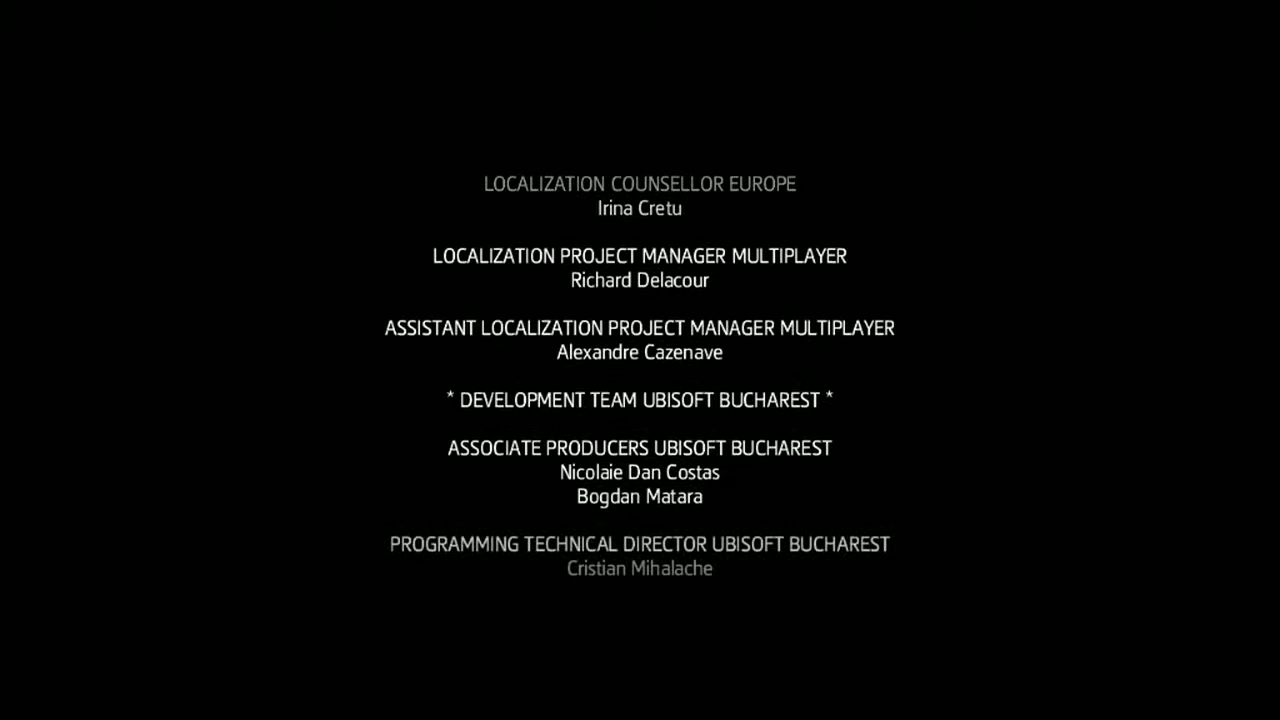 LOCALIZATION COUNSELLOR EUROPE
Irina Cretu
LOCALIZATION PROJECT MANAGER MULTIPLAYER
Richard Delacour
ASSISTANT LOCALIZATION PROJECT MANAGER MULTIPLAYER
Alexandre Cazenave
* DEVELOPMENT TEAM UBISOFT BUCHAREST *
ASSOCIATE PRODUCERS UBISOFT BUCHAREST
Nicolaie Dan Costas
Bogdan Matara
PROGRAMMING TECHNICAL DIRECTOR UBISOFT BUCHAREST
Cristian Mihalache